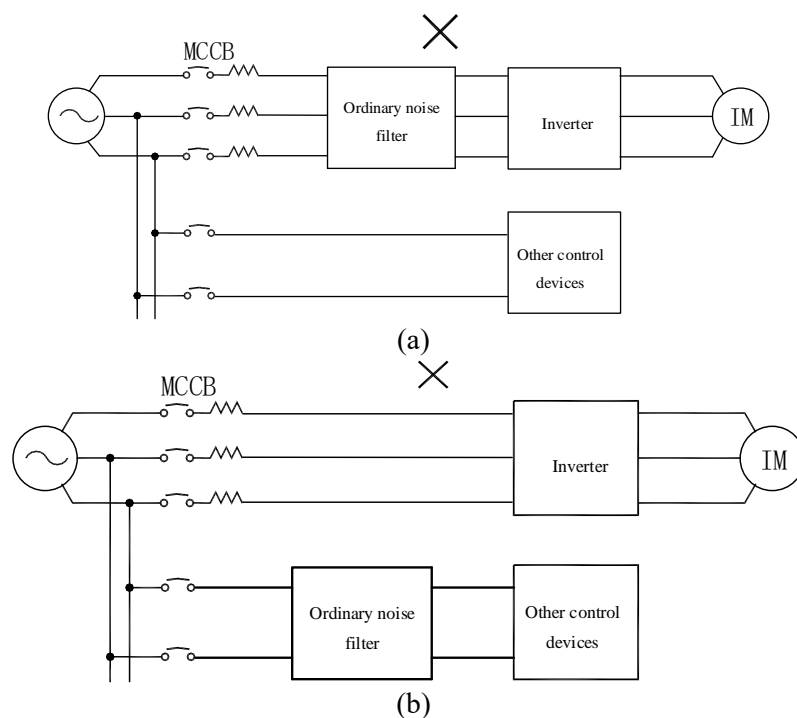 MCCB
Ordinary noise
filter
Inverter
IM
Other control
devices
(a)
MCCB
Inverter
IM
Ordinary noise
filter
Other control
devices
(b)